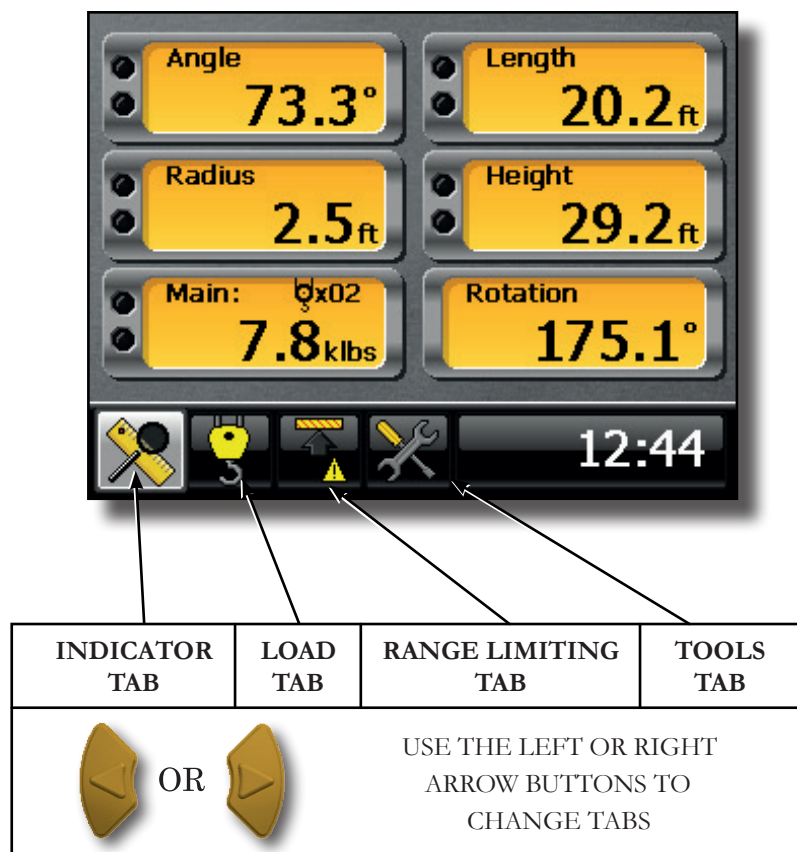 Angle
73.3°
Length
20.2ft
Radius
2.5ft
Height
29.2ft
Main: x02
7.8klbs
Rotation
175.1°
12:44
INDICATOR
TAB
LOAD
TAB
RANGE LIMITING
TAB
TOOLS
TAB
OR
USE THE LEFT OR RIGHT
ARROW BUTTONS TO
CHANGE TABS